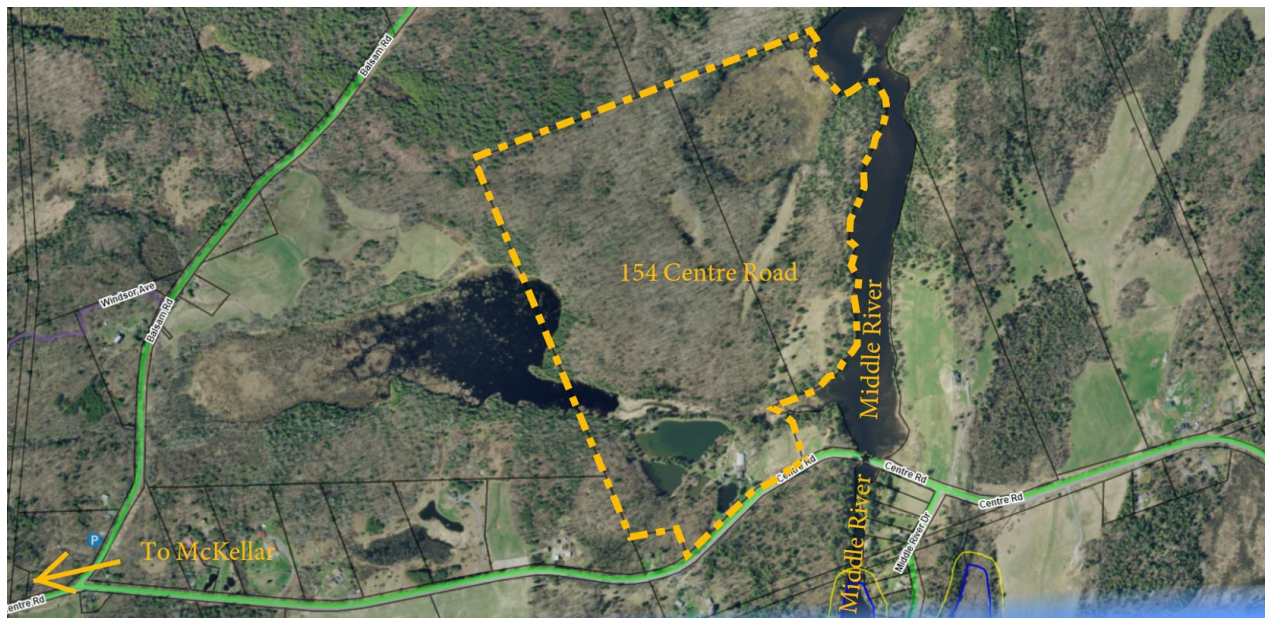 Balsam Rd
154 Centre Road
Windsor Ave
Balsam Rd
Middle River
Centre Rd
Centre Rd
Centre Rd
Middle River
Middle River Dr
P
To McKellar
entre Rd